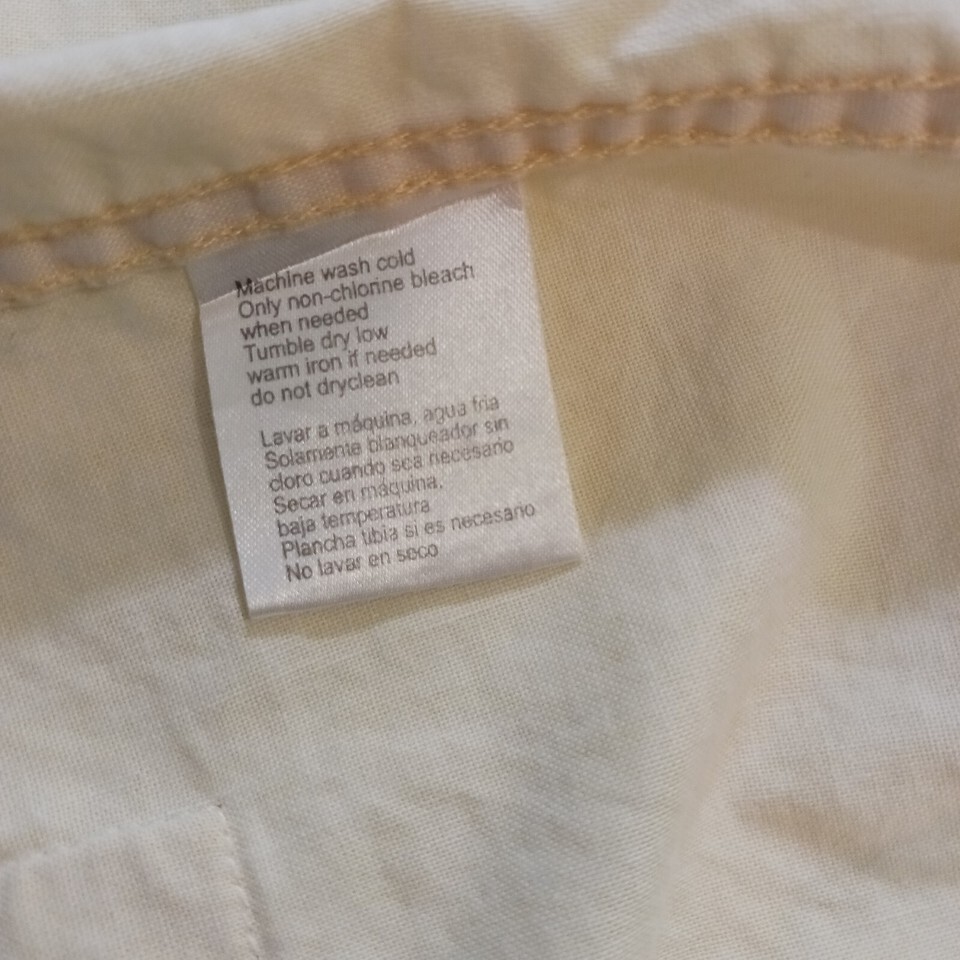 Machine wash cold
Only non-chlorine bleach
when needed
Tumble dry low
warm iron if needed
do not dryclean
Lavar a máquina, agua fria
Solamente blanqueador sin
cloro cuando sea necesario
Secar en máquina,
baja temperatura
Plancha tibia si es necesario
No lavar en seco